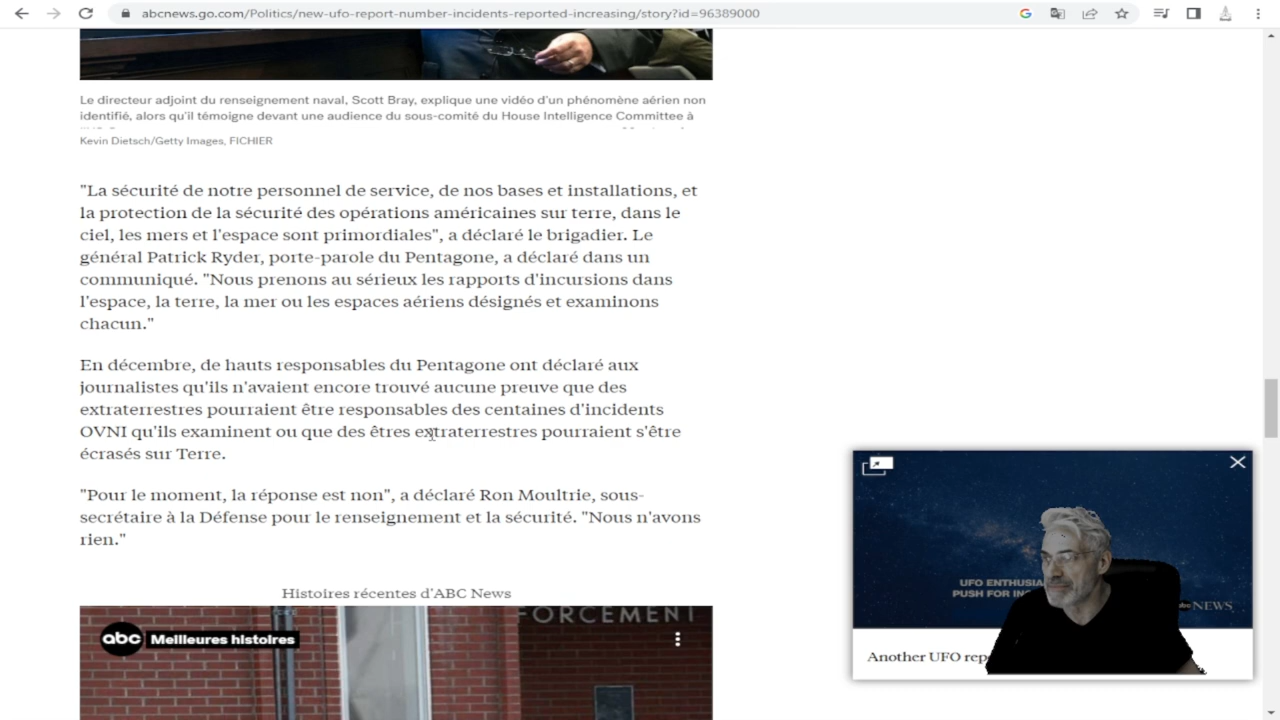 abcnews.go.com/Politics/new-ufo-report-number-incidents-reported-increasing/story?id=96389000
Le directeur adjoint du renseignement naval, Scott Bray, explique une vidéo d'un phénomène aérien non
identifié, alors qu'il témoigne devant une audience du sous-comité du House Intelligence Committee à
Kevin Dietsch/Getty Images, FICHIER
"La sécurité de notre personnel de service, de nos bases et installations, et
la protection de la sécurité des opérations américaines sur terre, dans le
ciel, les mers et l'espace sont primordiales", a déclaré le brigadier. Le
général Patrick Ryder, porte-parole du Pentagone, a déclaré dans un
communiqué. "Nous prenons au sérieux les rapports d'incursions dans
l'espace, la terre, la mer ou les espaces aériens désignés et examinons
chacun."
En décembre, de hauts responsables du Pentagone ont déclaré aux
journalistes qu'ils n'avaient encore trouvé aucune preuve que des
extraterrestres pourraient être responsables des centaines d'incidents
OVNI qu'ils examinent ou que des êtres extraterrestres pourraient s'être
écrasés sur Terre.
"Pour le moment, la réponse est non", a déclaré Ron Moultrie, sous-
secrétaire à la Défense pour le renseignement et la sécurité. "Nous n'avons
rien."
Histoires récentes d'ABC News
FORCEMENT
abc Meilleures histoires
UFO
PUSH FOR
NEWS
Another UFO